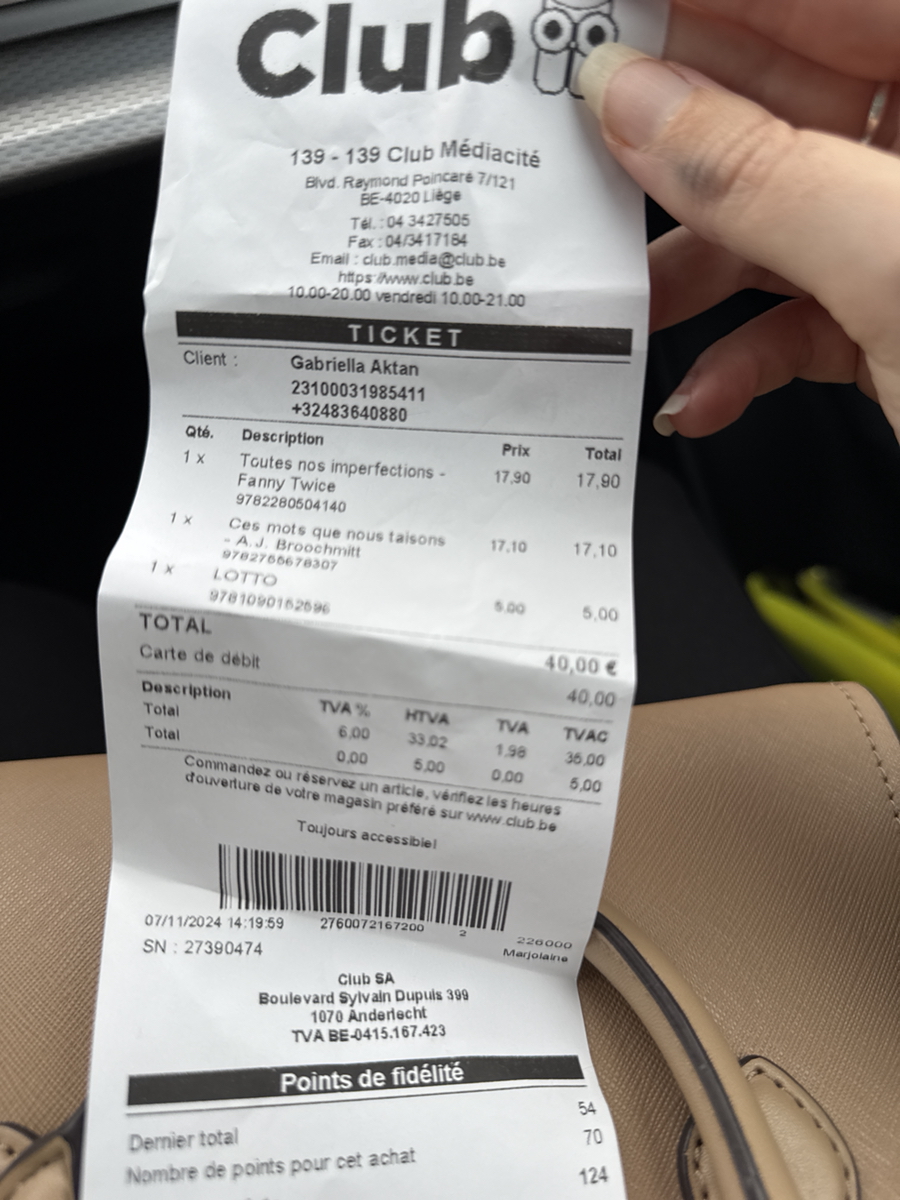 Club
139 - 139 Club Médiacité
Blvd. Raymond Poincaré 7/121
BE-4020 Liège
Tél. : 04 3427505
Fax : 04/3417184
Email : club.media@club.be
https://www.club.be
10.00-20.00 vendredi 10.00-21.00
TICKET
Client : Gabriella Aktan
23100031985411
+32483640880
Qté. Description Prix Total
1 x Toutes nos imperfections - 17,90 17,90
Fanny Twice
9782280504140
1 x Ces mots que nous taisons 17,10 17,10
- A.J. Broochmitt
9782755678307
1 x LOTTO 5,00 5,00
9781090152596
TOTAL 40,00 €
Carte de débit 40,00
Description TVA % HTVA TVA TVAC
Total 6,00 33,02 1,98 35,00
Total 0,00 5,00 0,00 5,00
Commandez ou réservez un article, vérifiez les heures
d'ouverture de votre magasin préféré sur www.club.be
Toujours accessible!
07/11/2024 14:19:59 2760072167200 2 226000
SN : 27390474 Marjolaine
Club SA
Boulevard Sylvain Dupuis 399
1070 Anderlecht
TVA BE-0415.167.423
Points de fidélité
Dernier total 54
Nombre de points pour cet achat 70
124